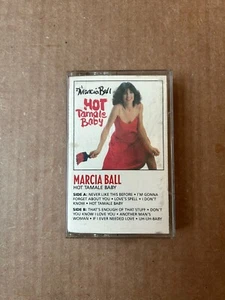 Marcia Ball
HOT
Tamale
Baby
MARCIA BALL
HOT TAMALE BABY
SIDE A: NEVER LIKE THIS BEFORE • I'M GONNA
FORGET ABOUT YOU • LOVE'S SPELL • I DON'T
KNOW • HOT TAMALE BABY
SIDE B: THAT'S ENOUGH OF THAT STUFF • DON'T
YOU KNOW I LOVE YOU • ANOTHER MAN'S
WOMAN • IF I EVER NEEDED LOVE • UH-UH BABY